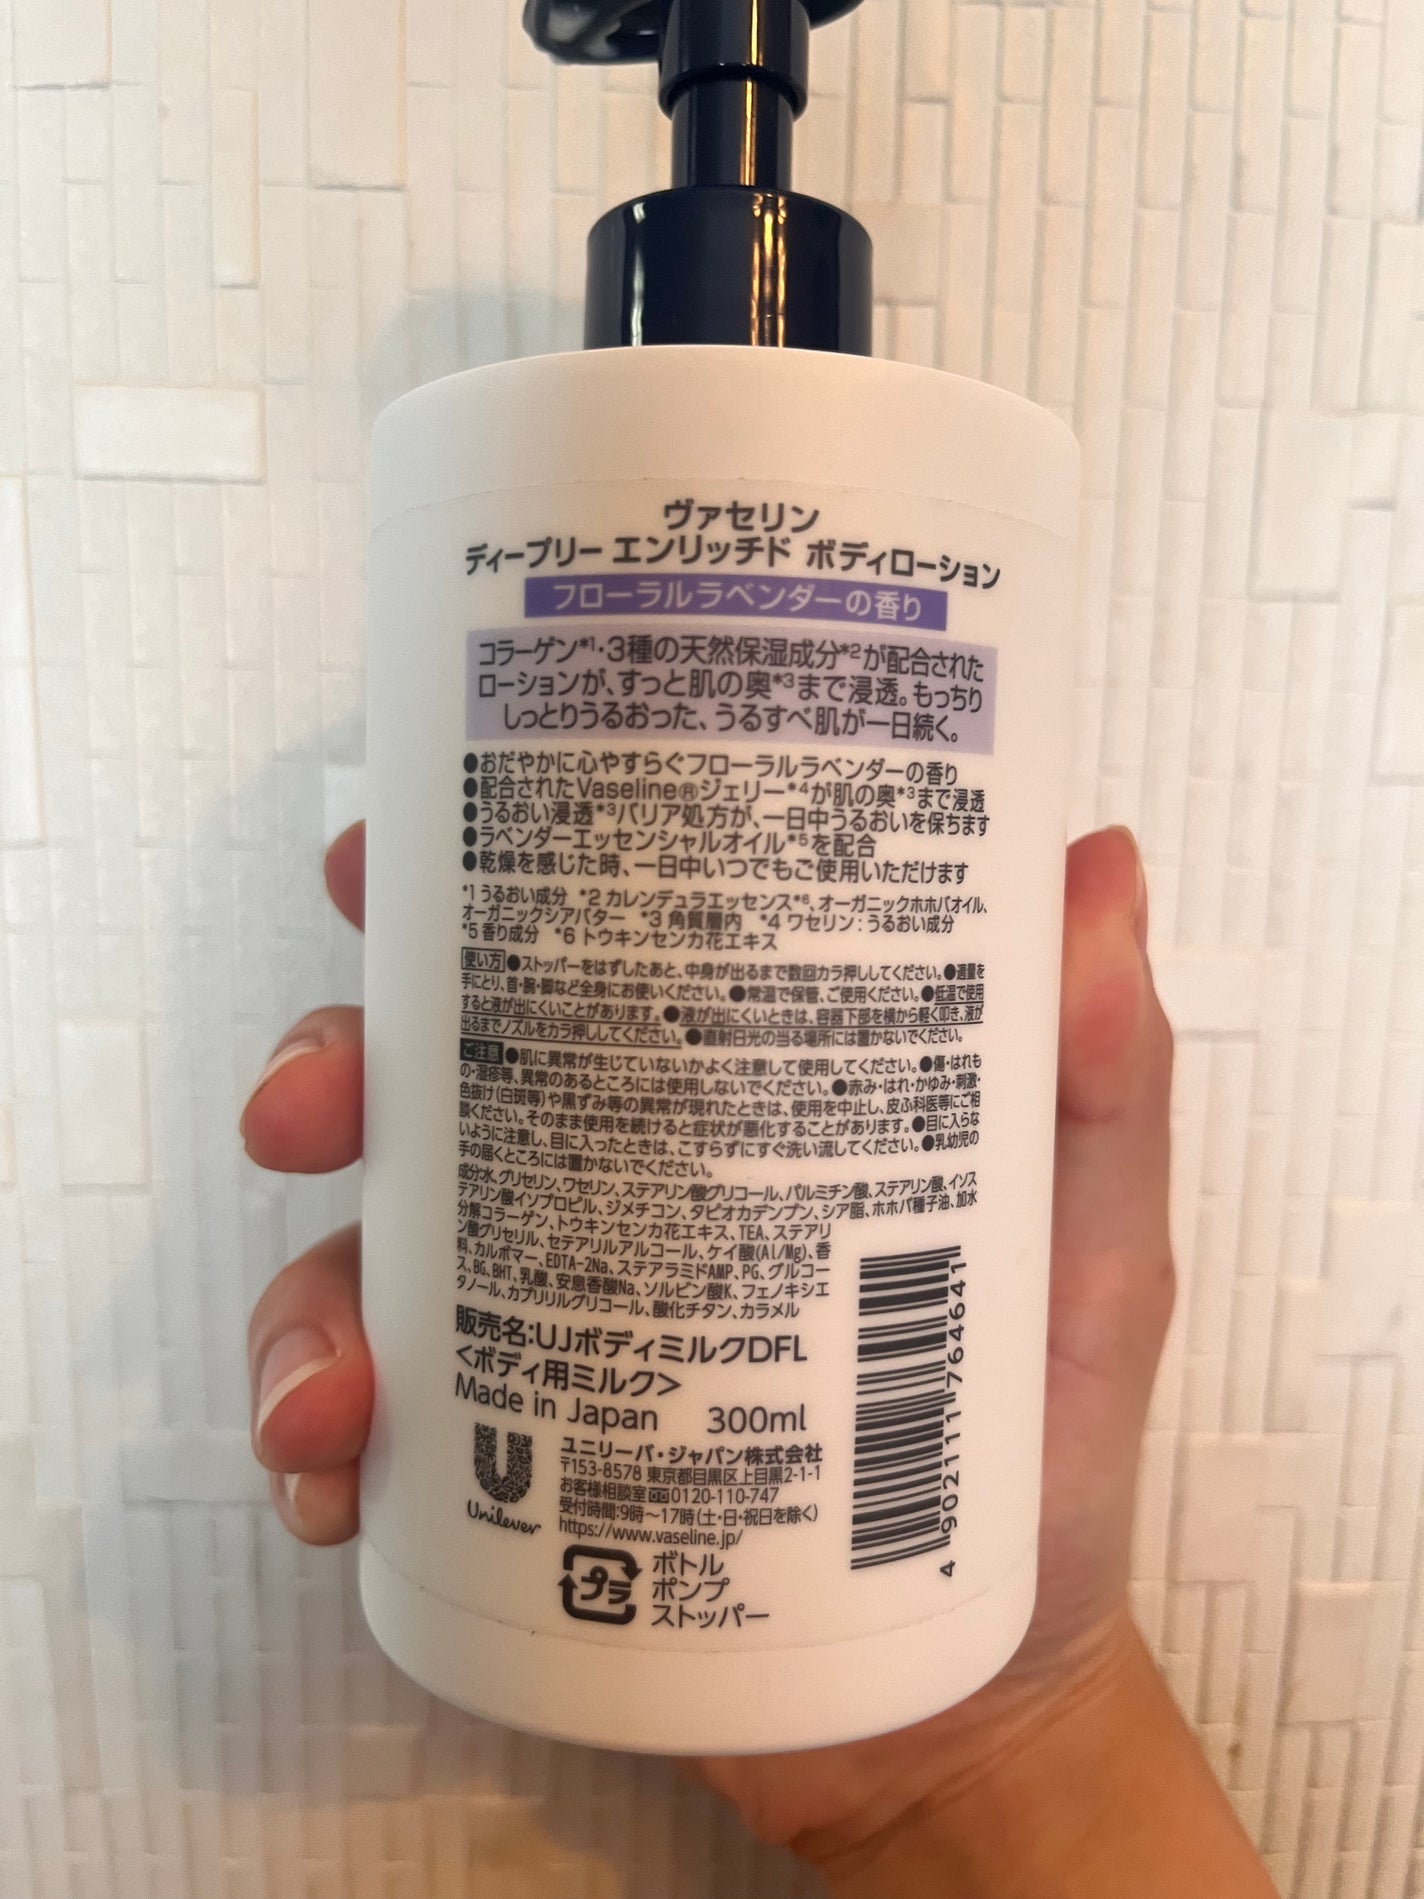 ヴァセリン
ディープリー エンリッチド ボディローション
フローラルラベンダーの香り
コラーゲン*1・3種の天然保湿成分*2が配合された
ローションが、すっと肌の奥*3まで浸透。もっちり
しっとりうるおった、うるすべ肌が一日続く。
●おだやかに心やすらぐフローラルラベンダーの香り
●配合されたVaseline®ジェリー*4が肌の奥*3まで浸透
●うるおい浸透*3バリア処方が、一日中うるおいを保ちます
●ラベンダーエッセンシャルオイル*5を配合
●乾燥を感じた時、一日中いつでもご使用いただけます
*1 うるおい成分 *2 カレンデュラエッセンス*6、オーガニックホホバオイル、
オーガニックシアバター *3 角質層内 *4 ワセリン：うるおい成分
*5 香り成分 *6 トウキンセンカ花エキス
使い方●ストッパーをはずしたあと、中身が出るまで数回カラ押ししてください。●適量を
手にとり、首・腕・脚など全身にお使いください。●常温で保管、ご使用ください。●低温で使用
すると液が出にくいことがあります。●液が出にくいときは、容器下部を横から軽く叩き、液が
出るまでノズルをカラ押ししてください。●直射日光の当る場所には置かないでください。
ご注意●肌に異常が生じていないかよく注意して使用してください。●傷・はれも
の・湿疹等、異常のあるところには使用しないでください。●赤み・はれ・かゆみ・刺激・
色抜け(白斑等)や黒ずみ等の異常が現れたときは、使用を中止し、皮ふ科医等にご相
談ください。そのまま使用を続けると症状が悪化することがあります。●目に入らな
いように注意し、目に入ったときは、こすらずにすぐ洗い流してください。●乳幼児の
手の届くところには置かないでください。
成分:水、グリセリン、ワセリン、ステアリン酸グリコール、パルミチン酸、ステアリン酸、イソス
テアリン酸イソプロピル、ジメチコン、タピオカデンプン、シア脂、ホホバ種子油、加水
分解コラーゲン、トウキンセンカ花エキス、TEA、ステアリ
ン酸グリセリル、セテアリルアルコール、ケイ酸(Al/Mg)、香
料、カルボマー、EDTA-2Na、ステアラミドAMP、PG、グルコー
ス、BG、BHT、乳酸、安息香酸Na、ソルビン酸K、フェノキシエ
タノール、カプリリルグリコール、酸化チタン、カラメル
販売名:UJボディミルクDFL
<ボディ用ミルク>
Made in Japan 300ml
Unilever
ユニリーバ・ジャパン株式会社
〒153-8578 東京都目黒区上目黒2-1-1
お客様相談室 0120-110-747
受付時間:9時〜17時(土・日・祝日を除く)
https://www.vaseline.jp/
プラ
ボトル
ポンプ
ストッパー
4 902111 764641